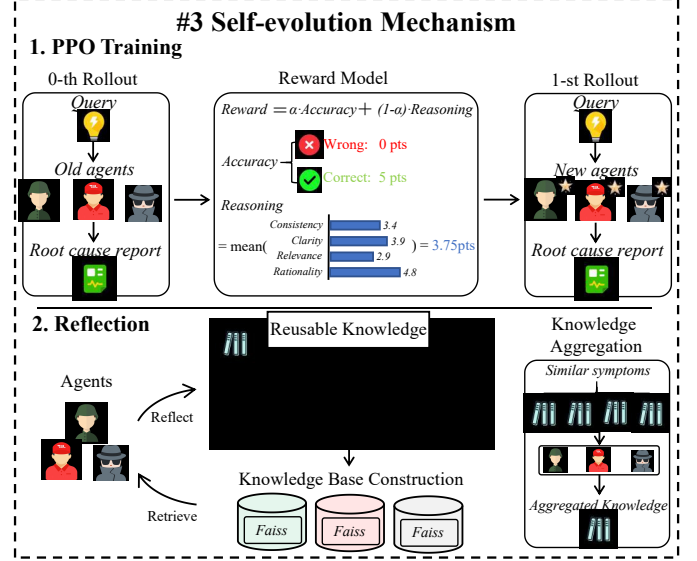 #3 Self-evolution Mechanism
1. PPO Training
0-th Rollout
Query
Old agents
Root cause report
Reward Model
Reward = α·Accuracy + (1-α)·Reasoning
Accuracy
Wrong: 0 pts
Correct: 5 pts
Reasoning
= mean(
Consistency 3.4
Clarity 3.9
Relevance 2.9
Rationality 4.8
) = 3.75pts
1-st Rollout
Query
New agents
Root cause report
2. Reflection
Agents
Reflect
Retrieve
Reusable Knowledge
Knowledge Base Construction
Faiss Faiss Faiss
Knowledge
Aggregation
Similar symptoms
Aggregated Knowledge